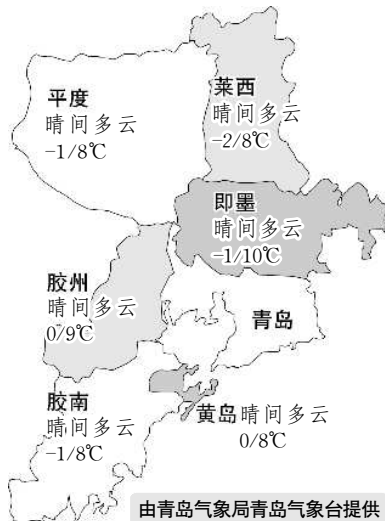 平度
晴间多云
-1/8℃
莱西
晴间多云
-2/8℃
即墨
晴间多云
-1/10℃
胶州
晴间多云
0/9℃
青岛
胶南
晴间多云
-1/8℃
黄岛晴间多云
0/8℃
由青岛气象局青岛气象台提供